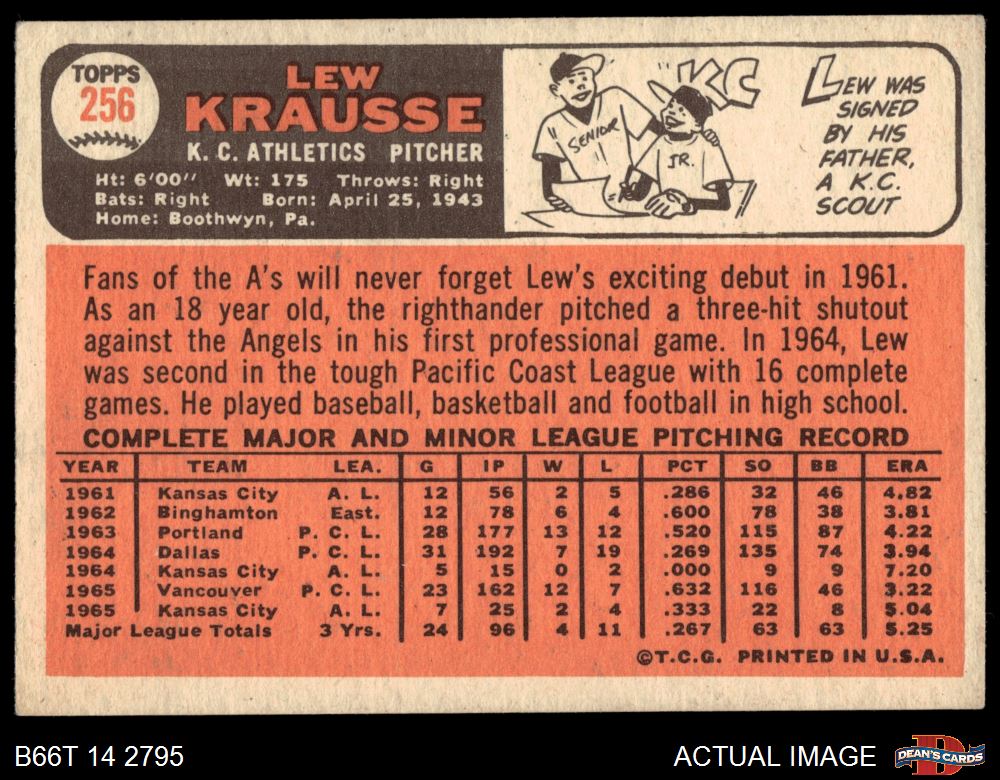 TOPPS
256
LEW
KRAUSSE
K. C. ATHLETICS PITCHER
Ht: 6'00" Wt: 175 Throws: Right
Bats: Right Born: April 25, 1943
Home: Boothwyn, Pa.
SENIOR
KC
JR.
LEW WAS
SIGNED
BY HIS
FATHER,
A K.C.
SCOUT
Fans of the A's will never forget Lew's exciting debut in 1961.
As an 18 year old, the righthander pitched a three-hit shutout
against the Angels in his first professional game. In 1964, Lew
was second in the tough Pacific Coast League with 16 complete
games. He played baseball, basketball and football in high school.
COMPLETE MAJOR AND MINOR LEAGUE PITCHING RECORD
YEAR TEAM LEA. G IP W L PCT SO BB ERA
1961 Kansas City A. L. 12 56 2 5 .286 32 46 4.82
1962 Binghamton East. 12 78 6 4 .600 78 38 3.81
1963 Portland P. C. L. 28 177 13 12 .520 115 87 4.22
1964 Dallas P. C. L. 31 192 7 19 .269 135 74 3.94
1964 Kansas City A. L. 5 15 0 2 .000 9 9 7.20
1965 Vancouver P. C. L. 23 162 12 7 .632 116 46 3.22
1965 Kansas City A. L. 7 25 2 4 .333 22 8 5.04
Major League Totals 3 Yrs. 24 96 4 11 .267 63 63 5.25
©T.C.G. PRINTED IN U.S.A.
B66T 14 2795
ACTUAL IMAGE
D
DEAN'S CARDS